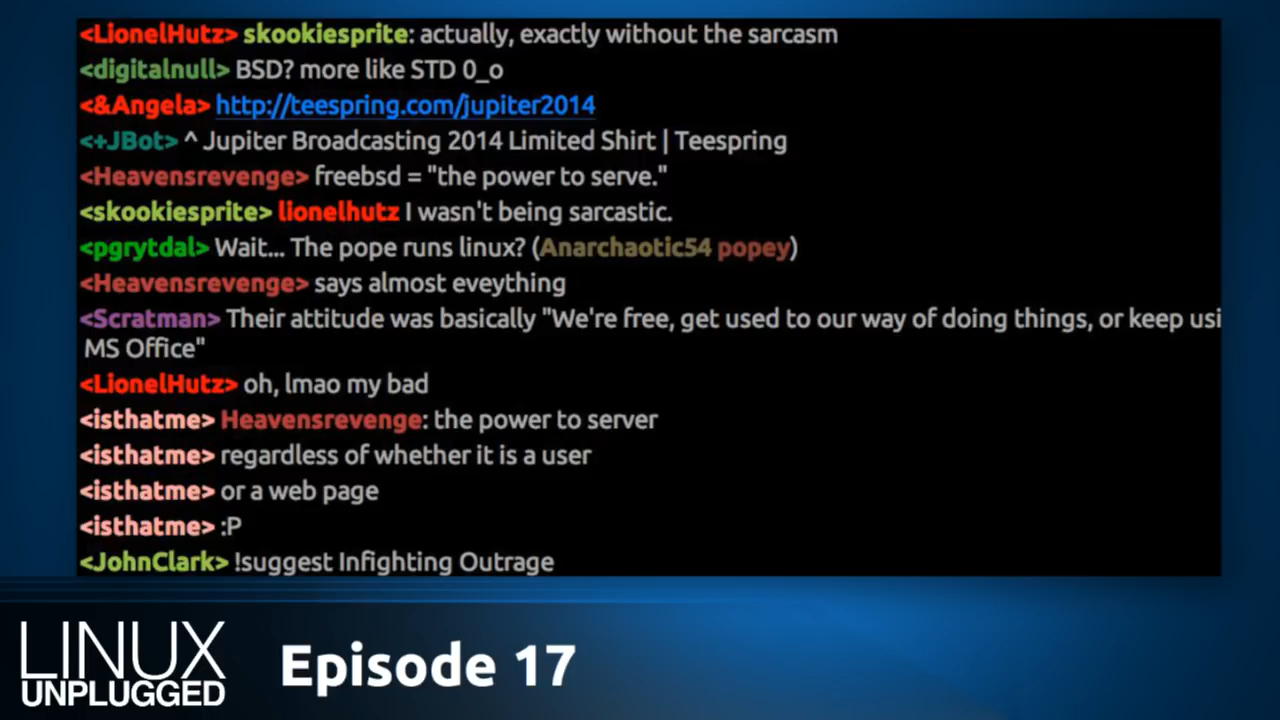 <LionelHutz> skookiesprite: actually, exactly without the sarcasm
<digitalnull> BSD? more like STD 0_o
<&Angela> http://teespring.com/jupiter2014
<+JBot> ^ Jupiter Broadcasting 2014 Limited Shirt | Teespring
<Heavensrevenge> freebsd = "the power to serve."
<skookiesprite> lionelhutz I wasn't being sarcastic.
<pgrytdal> Wait... The pope runs linux? (Anarchaotic54 popey)
<Heavensrevenge> says almost eveything
<Scratman> Their attitude was basically "We're free, get used to our way of doing things, or keep usi
MS Office"
<LionelHutz> oh, lmao my bad
<isthatme> Heavensrevenge: the power to server
<isthatme> regardless of whether it is a user
<isthatme> or a web page
<isthatme> :P
<JohnClark> !suggest Infighting Outrage
LINUX
UNPLUGGED
Episode 17